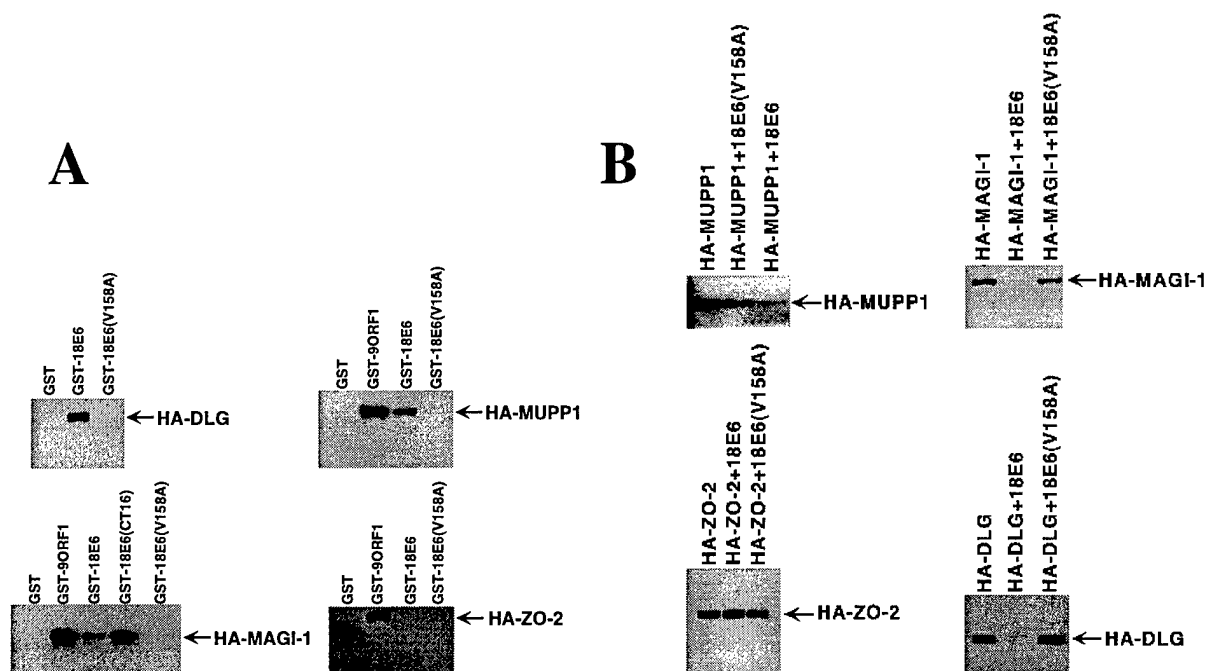 A
GST
GST-18E6
GST-18E6(V158A)
←HA-DLG
GST
GST-9ORF1
GST-18E6
GST-18E6(V158A)
←HA-MUPP1
GST
GST-9ORF1
GST-18E6
GST-18E6(CT16)
GST-18E6(V158A)
←HA-MAGI-1
GST
GST-9ORF1
GST-18E6
GST-18E6(V158A)
←HA-ZO-2
B
HA-MUPP1
HA-MUPP1+18E6(V158A)
HA-MUPP1+18E6
←HA-MUPP1
HA-MAGI-1
HA-MAGI-1+18E6
HA-MAGI-1+18E6(V158A)
←HA-MAGI-1
HA-ZO-2
HA-ZO-2+18E6
HA-ZO-2+18E6(V158A)
←HA-ZO-2
HA-DLG
HA-DLG+18E6
HA-DLG+18E6(V158A)
←HA-DLG